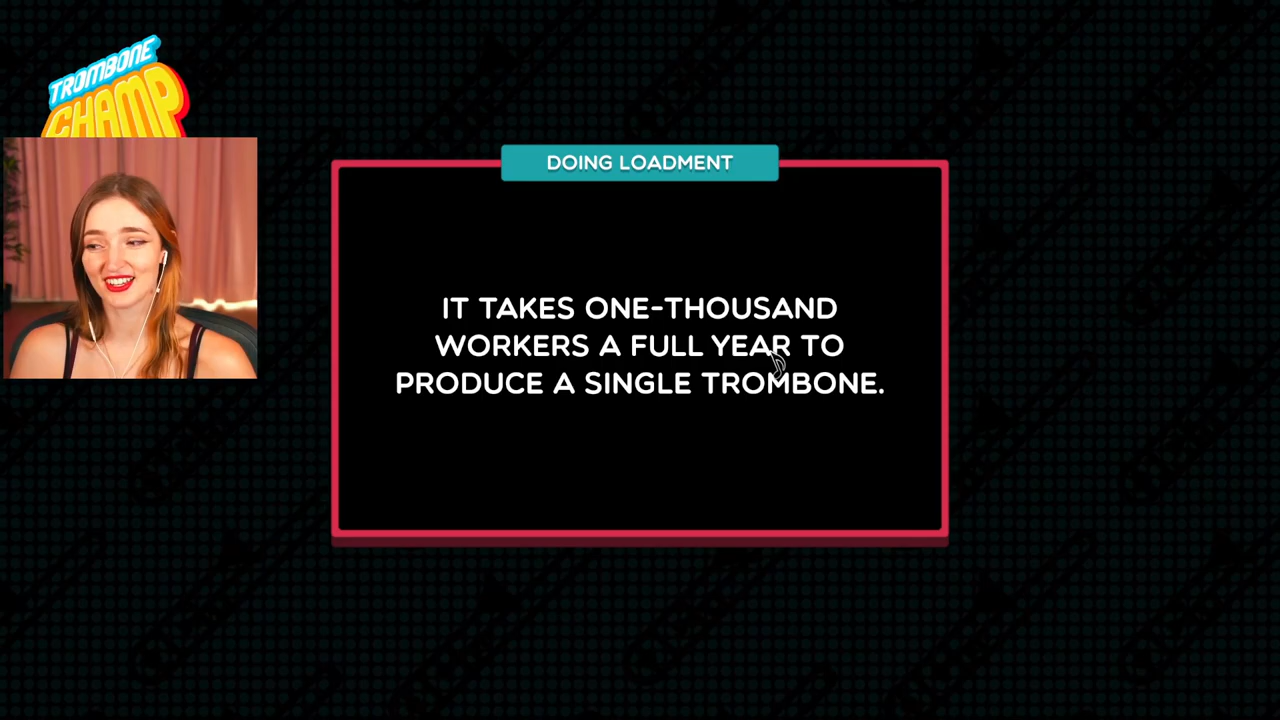 TROMBONE
CHAMP
DOING LOADMENT
IT TAKES ONE-THOUSAND
WORKERS A FULL YEAR TO
PRODUCE A SINGLE TROMBONE.